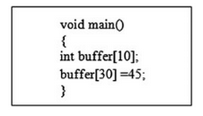 void main()
{
int buffer[10];
buffer[30] =45;
}